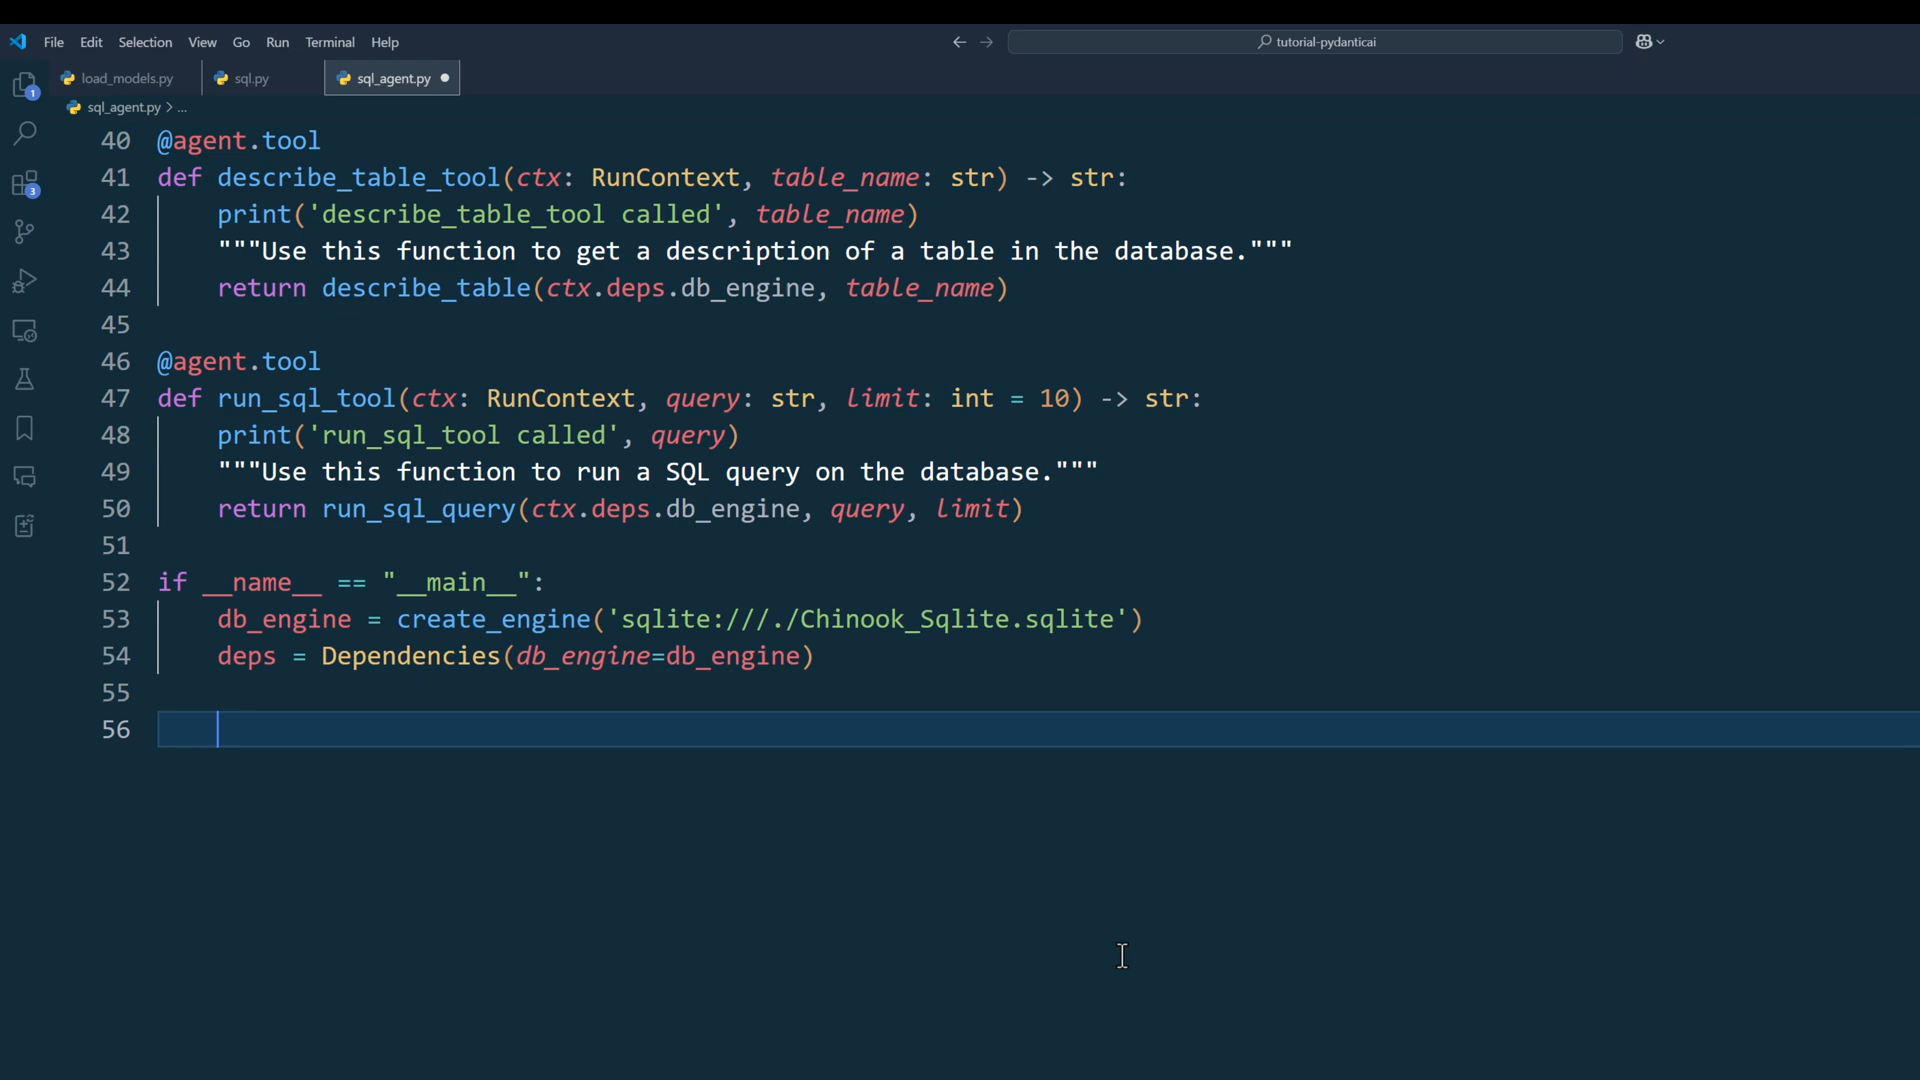 File Edit Selection View Go Run Terminal Help
tutorial-pydanticai
load_models.py sql.py sql_agent.py
sql_agent.py > ...
1
3
40 @agent.tool
41 def describe_table_tool(ctx: RunContext, table_name: str) -> str:
42     print('describe_table_tool called', table_name)
43     """Use this function to get a description of a table in the database."""
44     return describe_table(ctx.deps.db_engine, table_name)
45
46 @agent.tool
47 def run_sql_tool(ctx: RunContext, query: str, limit: int = 10) -> str:
48     print('run_sql_tool called', query)
49     """Use this function to run a SQL query on the database."""
50     return run_sql_query(ctx.deps.db_engine, query, limit)
51
52 if __name__ == "__main__":
53     db_engine = create_engine('sqlite:///./Chinook_Sqlite.sqlite')
54     deps = Dependencies(db_engine=db_engine)
55
56